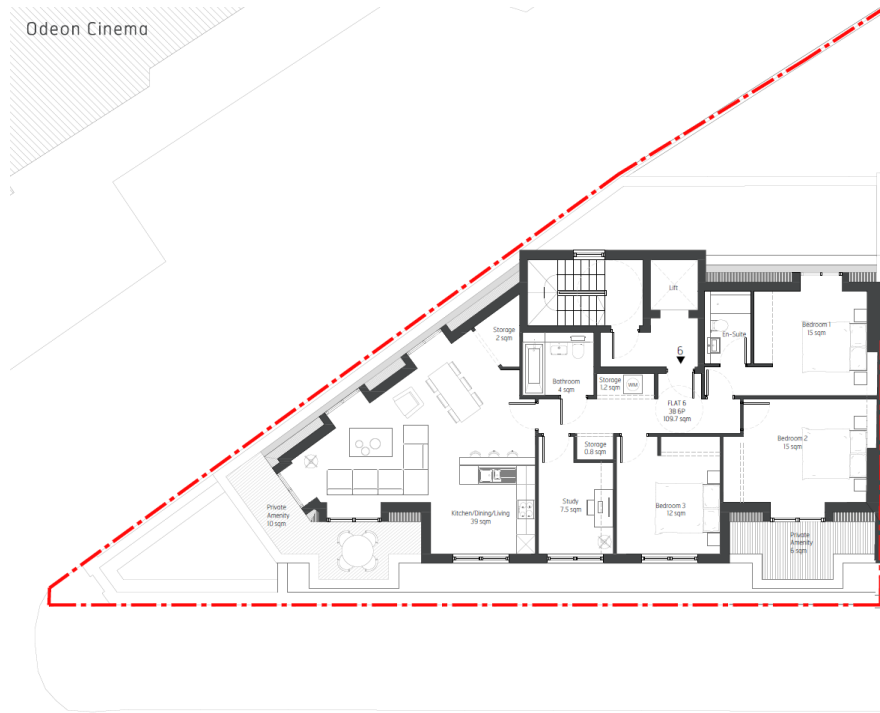 Odeon Cinema
Lift
Storage
2 sqm
En-Suite
Bedroom 1
15 sqm
6
Bathroom
4 sqm
Storage
1.2 sqm
WM
FLAT 6
3B 6P
109.7 sqm
Storage
0.8 sqm
Bedroom 2
15 sqm
Private
Amenity
10 sqm
Kitchen/Dining/Living
39 sqm
Study
7.5 sqm
Bedroom 3
12 sqm
Private
Amenity
6 sqm